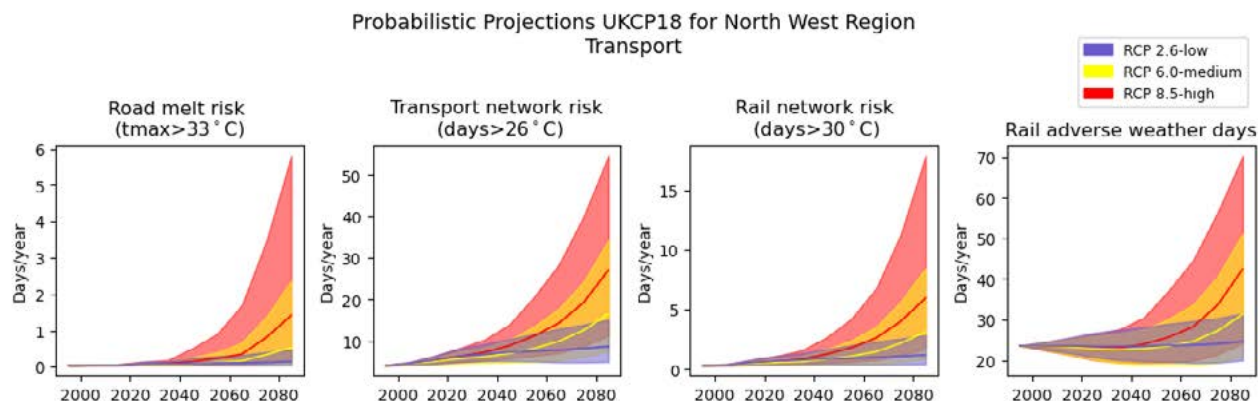 Probabilistic Projections UKCP18 for North West Region
Transport
RCP 2.6-low
RCP 6.0-medium
RCP 8.5-high
Road melt risk
(tmax>33°C)
Days/year
6
5
4
3
2
1
0
2000 2020 2040 2060 2080
Transport network risk
(days>26°C)
Days/year
50
40
30
20
10
2000 2020 2040 2060 2080
Rail network risk
(days>30°C)
Days/year
15
10
5
0
2000 2020 2040 2060 2080
Rail adverse weather days
Days/year
70
60
50
40
30
20
2000 2020 2040 2060 2080